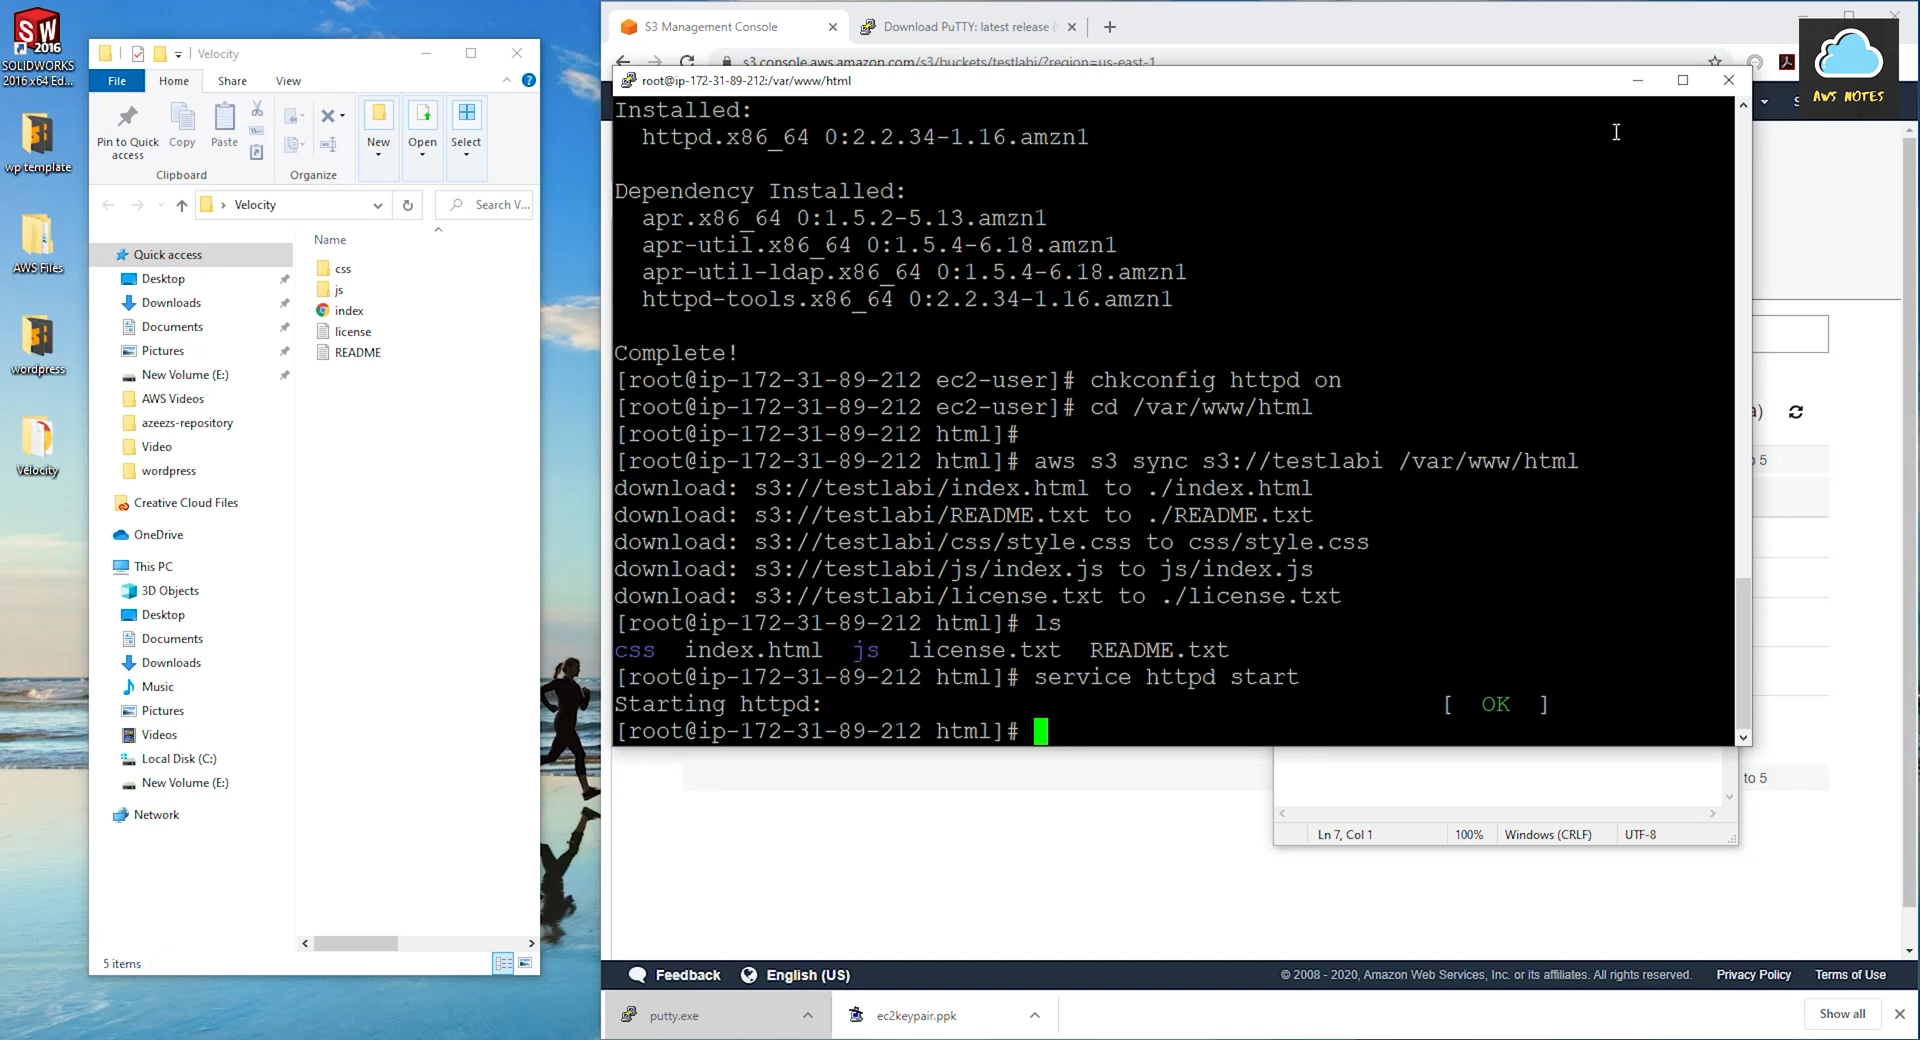 SOLIDWORKS
2016 x64 Ed...
wp template
AWS Files
wordpress
Velocity
Velocity
File
Home
Share
View
Pin to Quick
access
Copy
Paste
New
Open
Select
Clipboard
Organize
Velocity
Search V...
Name
Quick access
Desktop
Downloads
Documents
Pictures
New Volume (E:)
AWS Videos
azeezs-repository
Video
wordpress
Creative Cloud Files
OneDrive
This PC
3D Objects
Desktop
Documents
Downloads
Music
Pictures
Videos
Local Disk (C:)
New Volume (E:)
Network
css
js
index
license
README
5 items
S3 Management Console
Download PuTTY: latest release (
s3.console.aws.amazon.com/s3/buckets/testlabi/?region=us-east-1
AWS NOTES
root@ip-172-31-89-212:/var/www/html
Installed:
httpd.x86_64 0:2.2.34-1.16.amzn1
Dependency Installed:
apr.x86_64 0:1.5.2-5.13.amzn1
apr-util.x86_64 0:1.5.4-6.18.amzn1
apr-util-ldap.x86_64 0:1.5.4-6.18.amzn1
httpd-tools.x86_64 0:2.2.34-1.16.amzn1
Complete!
[root@ip-172-31-89-212 ec2-user]# chkconfig httpd on
[root@ip-172-31-89-212 ec2-user]# cd /var/www/html
[root@ip-172-31-89-212 html]#
[root@ip-172-31-89-212 html]# aws s3 sync s3://testlabi /var/www/html
download: s3://testlabi/index.html to ./index.html
download: s3://testlabi/README.txt to ./README.txt
download: s3://testlabi/css/style.css to css/style.css
download: s3://testlabi/js/index.js to js/index.js
download: s3://testlabi/license.txt to ./license.txt
[root@ip-172-31-89-212 html]# ls
css index.html js license.txt README.txt
[root@ip-172-31-89-212 html]# service httpd start
Starting httpd: [ OK ]
[root@ip-172-31-89-212 html]#
a)
to 5
to 5
Ln 7, Col 1
100%
Windows (CRLF)
UTF-8
Feedback
English (US)
© 2008 - 2020, Amazon Web Services, Inc. or its affiliates. All rights reserved.
Privacy Policy
Terms of Use
putty.exe
ec2keypair.ppk
Show all